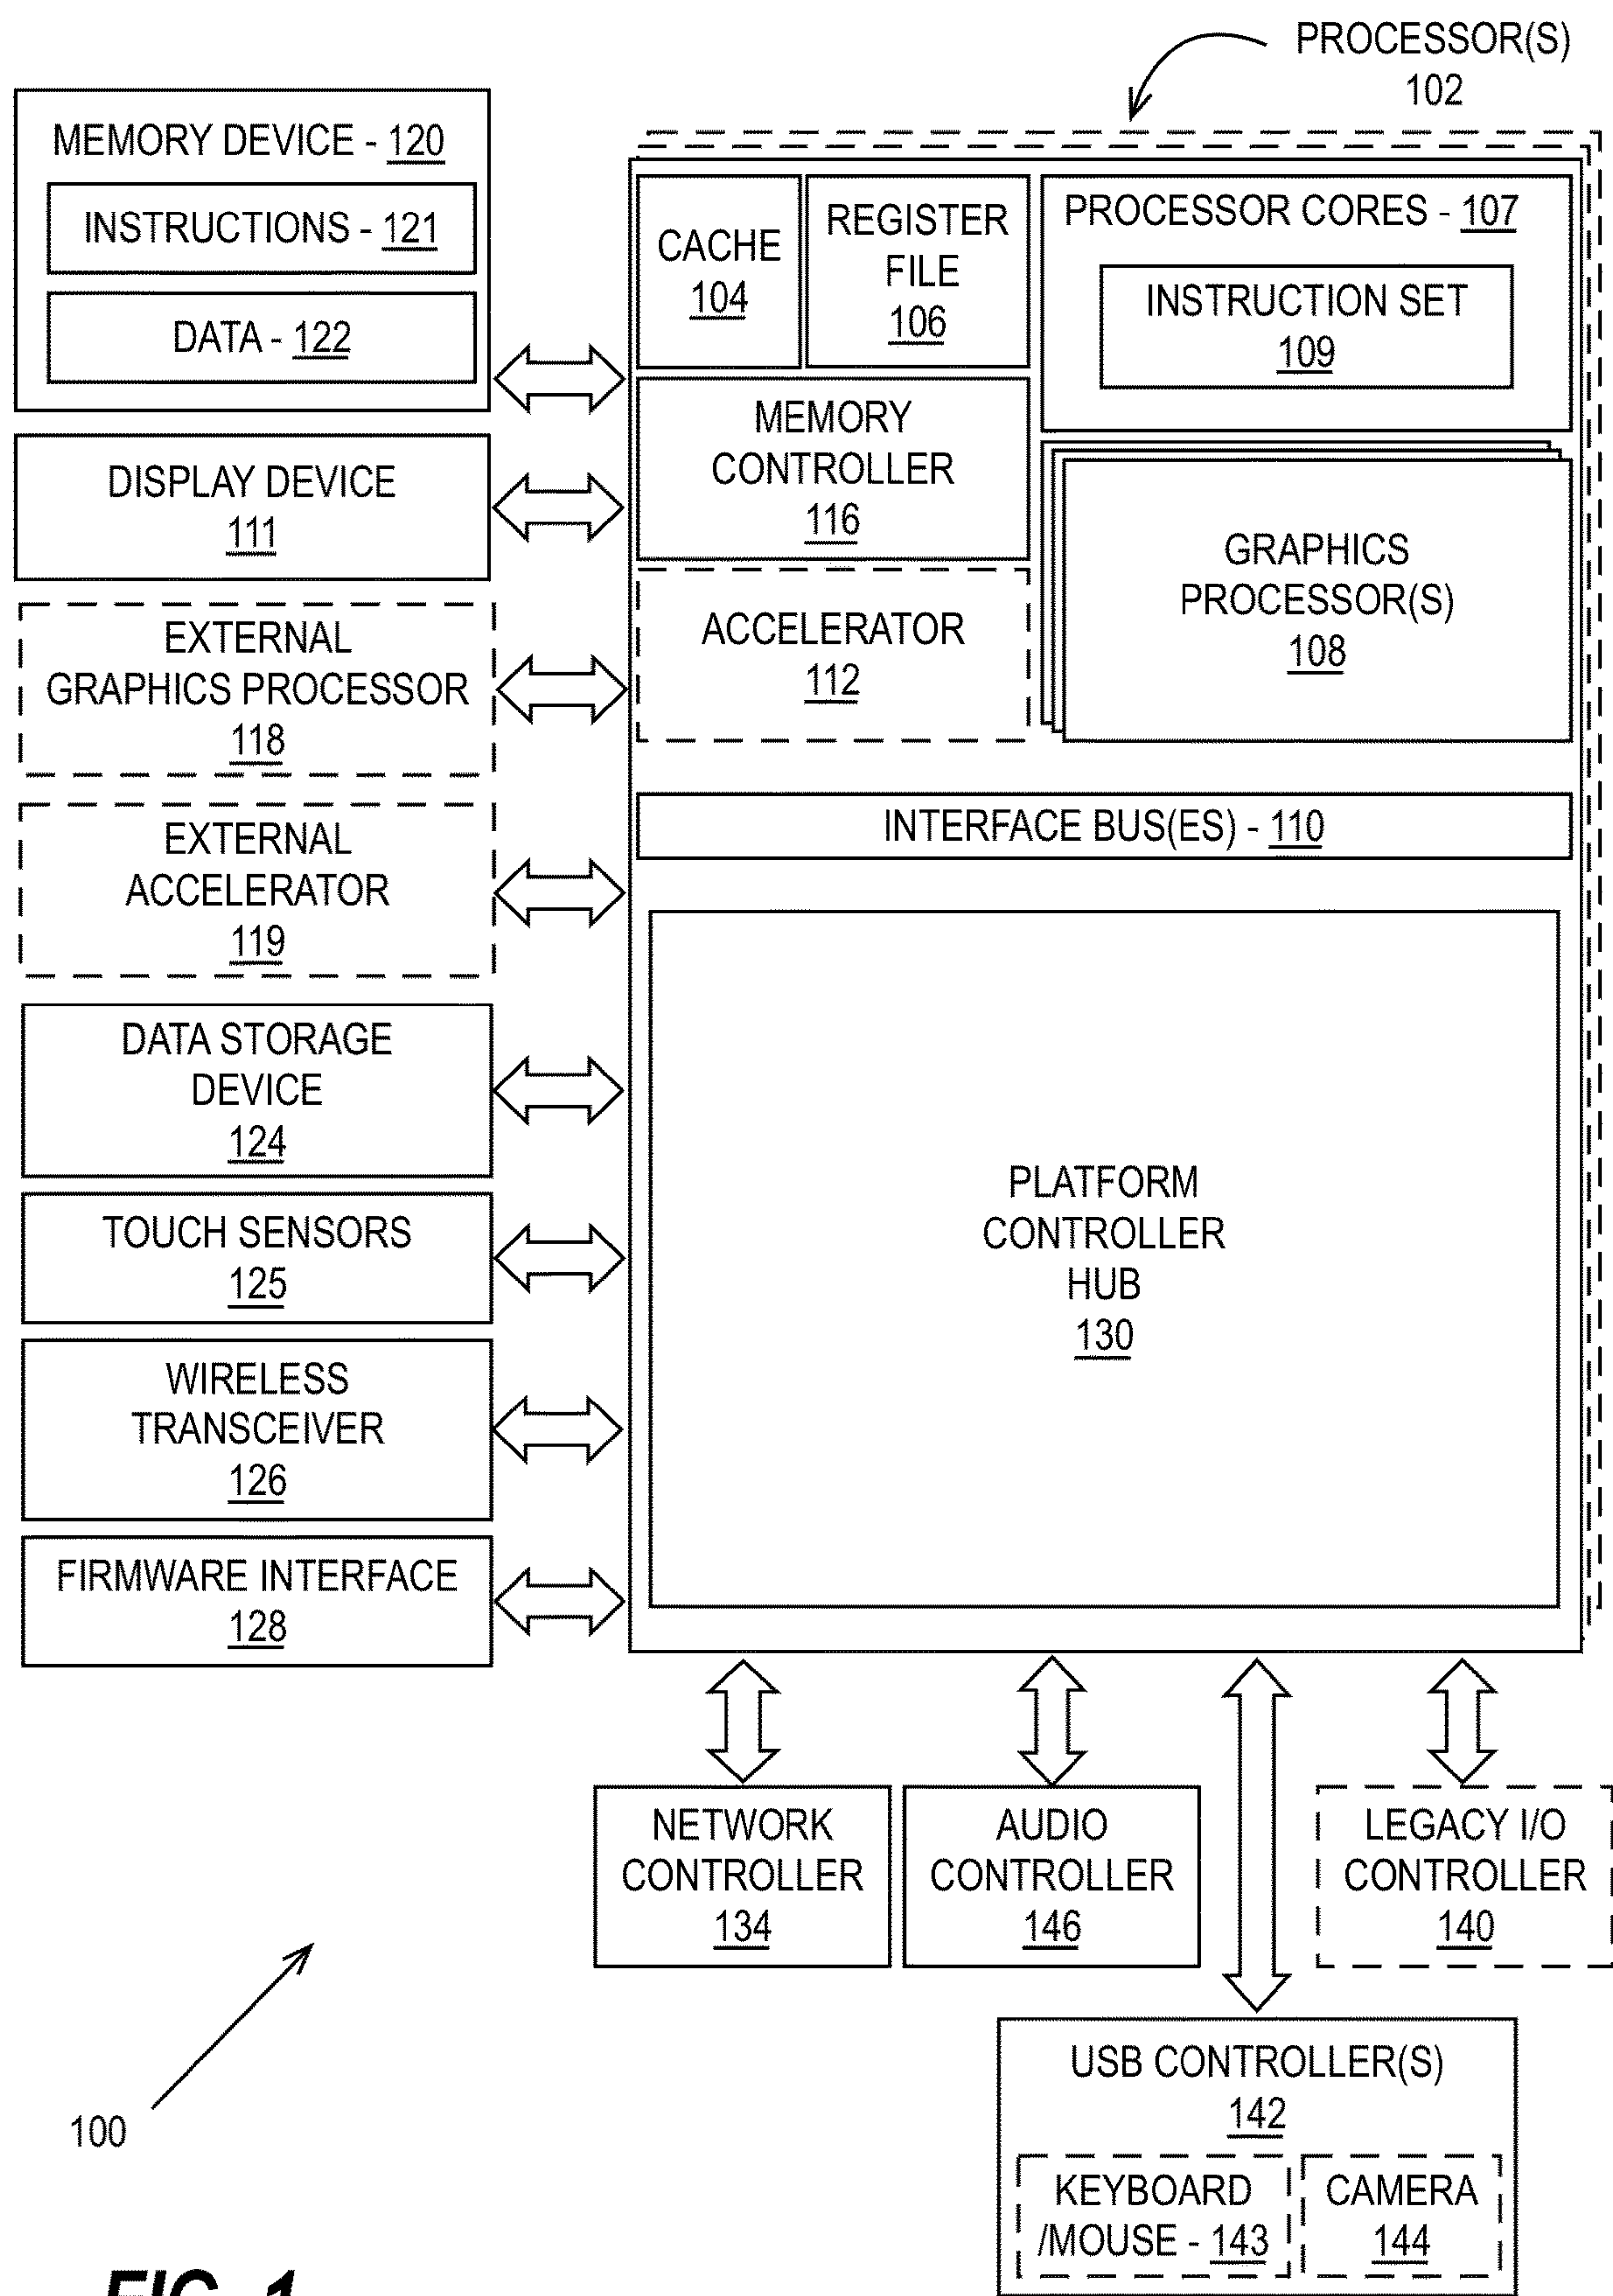 PROCESSOR(S)
102
MEMORY DEVICE - 120
INSTRUCTIONS - 121
DATA - 122
CACHE
104
REGISTER
FILE
106
PROCESSOR CORES - 107
INSTRUCTION SET
109
MEMORY
CONTROLLER
116
DISPLAY DEVICE
111
GRAPHICS
PROCESSOR(S)
108
EXTERNAL
GRAPHICS PROCESSOR
118
ACCELERATOR
112
INTERFACE BUS(ES) - 110
EXTERNAL
ACCELERATOR
119
DATA STORAGE
DEVICE
124
TOUCH SENSORS
125
WIRELESS
TRANSCEIVER
126
FIRMWARE INTERFACE
128
PLATFORM
CONTROLLER
HUB
130
NETWORK
CONTROLLER
134
AUDIO
CONTROLLER
146
LEGACY I/O
CONTROLLER
140
USB CONTROLLER(S)
142
KEYBOARD
/MOUSE - 143
CAMERA
144
100
FIG. 1